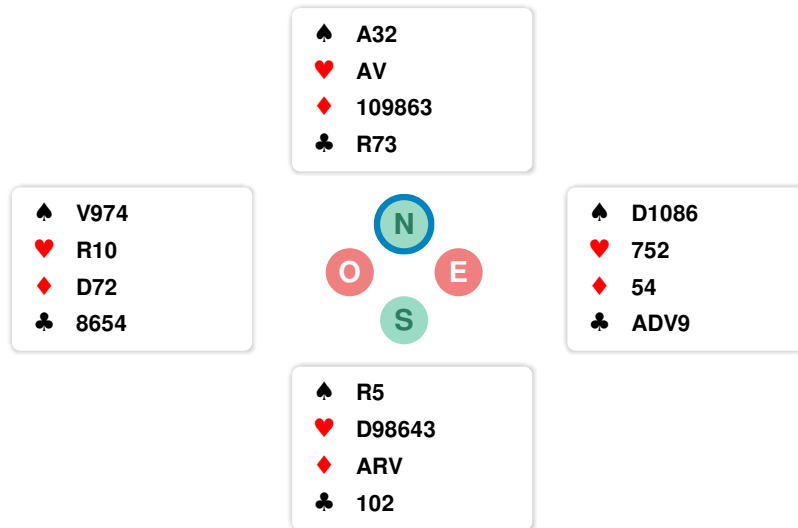 ♠ A32
♥ AV
♦ 109863
♣ R73
♠ V974
♥ R10
♦ D72
♣ 8654
N
O E
S
♠ D1086
♥ 752
♦ 54
♣ ADV9
♠ R5
♥ D98643
♦ ARV
♣ 102